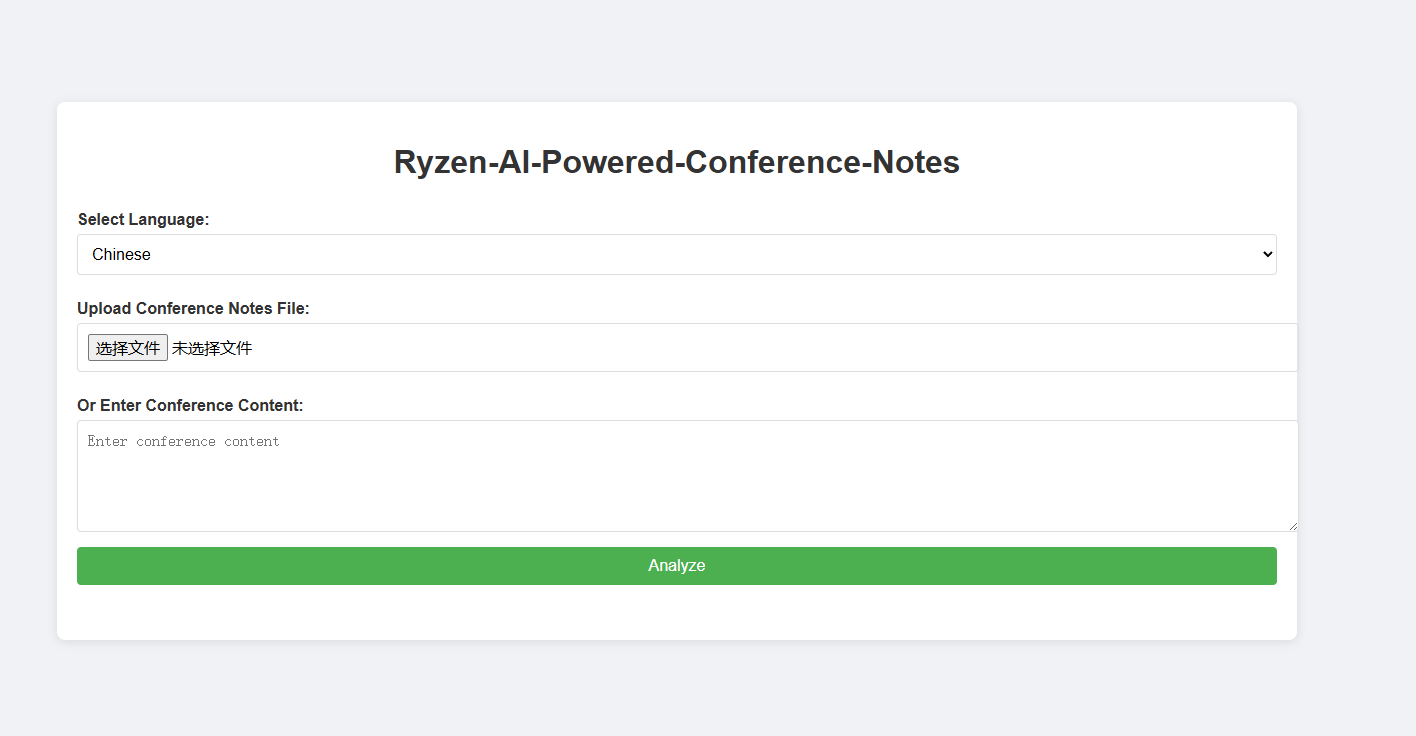 Ryzen-AI-Powered-Conference-Notes
Select Language:
Chinese
Upload Conference Notes File:
选择文件 未选择文件
Or Enter Conference Content:
Enter conference content
Analyze